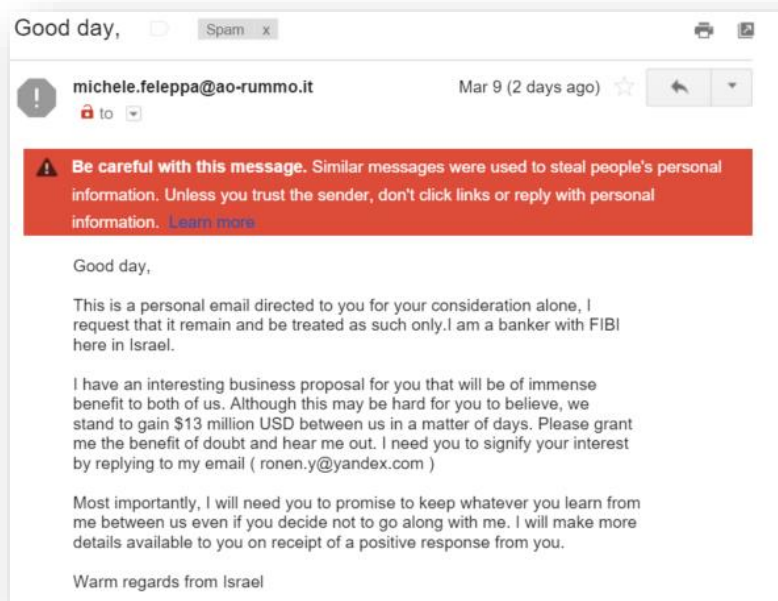 Good day,
Spam x
michele.feleppa@ao-rummo.it
Mar 9 (2 days ago)
to
Be careful with this message. Similar messages were used to steal people's personal
information. Unless you trust the sender, don't click links or reply with personal
information. Learn more
Good day,
This is a personal email directed to you for your consideration alone, I
request that it remain and be treated as such only.I am a banker with FIBI
here in Israel.
I have an interesting business proposal for you that will be of immense
benefit to both of us. Although this may be hard for you to believe, we
stand to gain $13 million USD between us in a matter of days. Please grant
me the benefit of doubt and hear me out. I need you to signify your interest
by replying to my email ( ronen.y@yandex.com )
Most importantly, I will need you to promise to keep whatever you learn from
me between us even if you decide not to go along with me. I will make more
details available to you on receipt of a positive response from you.
Warm regards from Israel